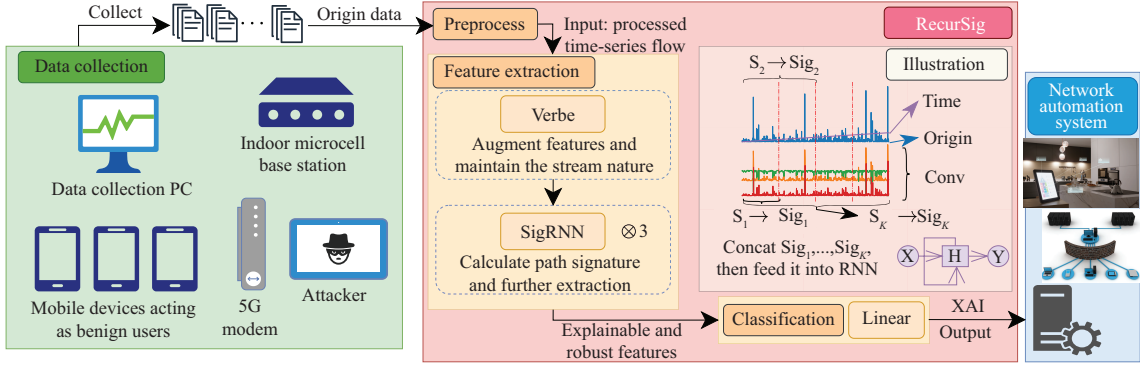 Collect
Origin data
Data collection
Data collection PC
Indoor microcell
base station
Mobile devices acting
as benign users
5G
modem
Attacker
Preprocess
Input: processed
time-series flow
RecurSig
Feature extraction
Verbe
Augment features and
maintain the stream nature
SigRNN
⊗3
Calculate path signature
and further extraction
Illustration
S₂→Sig₂
Time
Origin
Conv
S₁→ Sig₁
S_K →Sig_K
Concat Sig₁,...,Sig_K,
then feed it into RNN
X
H
Y
Explainable and
robust features
Classification
Linear
XAI
Output
Network
automation
system